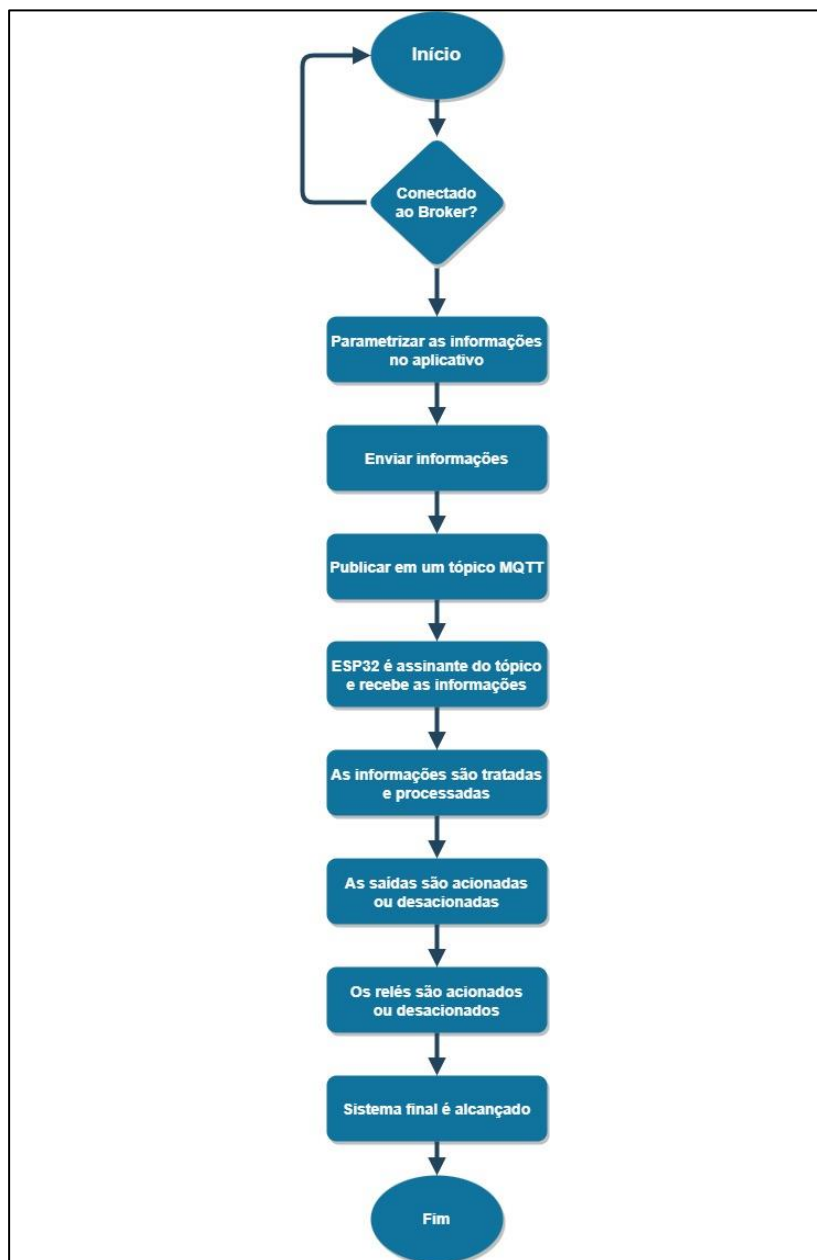 Início
Conectado
ao Broker?
Parametrizar as informações
no aplicativo
Enviar informações
Publicar em um tópico MQTT
ESP32 é assinante do tópico
e recebe as informações
As informações são tratadas
e processadas
As saídas são acionadas
ou desacionadas
Os relés são acionados
ou desacionados
Sistema final é alcançado
Fim